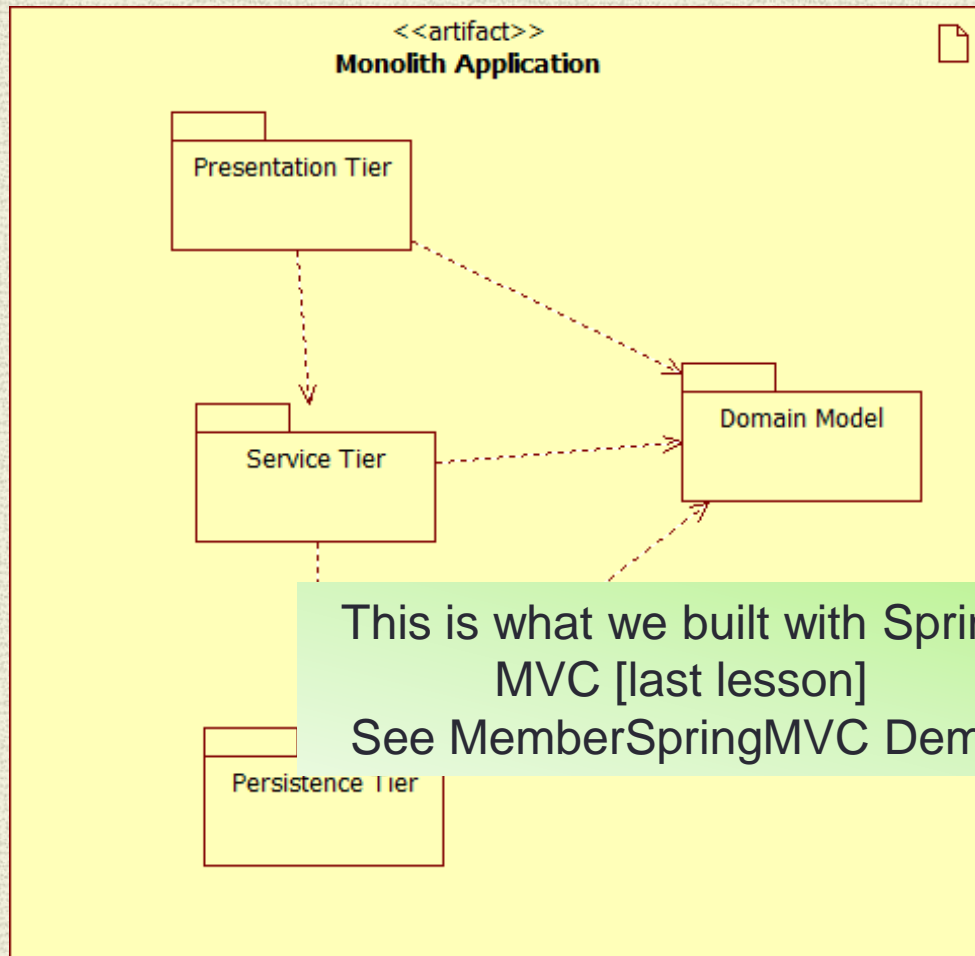 <<artifact>>
Monolith Application
Presentation Tier
Domain Model
Service Tier
This is what we built with Sprin
MVC [last lesson]
See MemberSpringMVC Dem
Persistence Tier